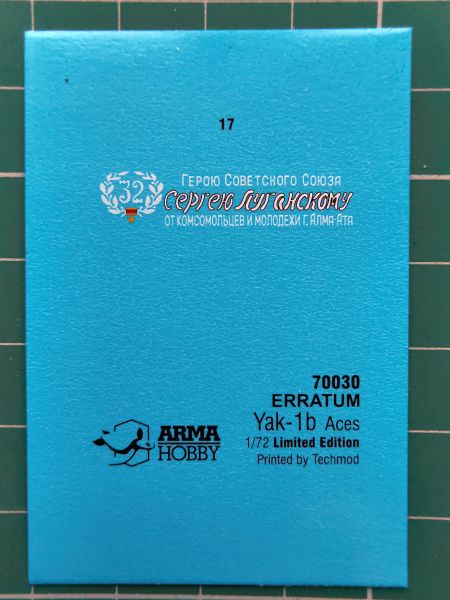 17
Герою Советского Союза
32
Сергею Луганскому
от комсомольцев и молодежи г. Алма-Ата
70030
ERRATUM
Yak-1b Aces
1/72 Limited Edition
Printed by Techmod
ARMA
HOBBY